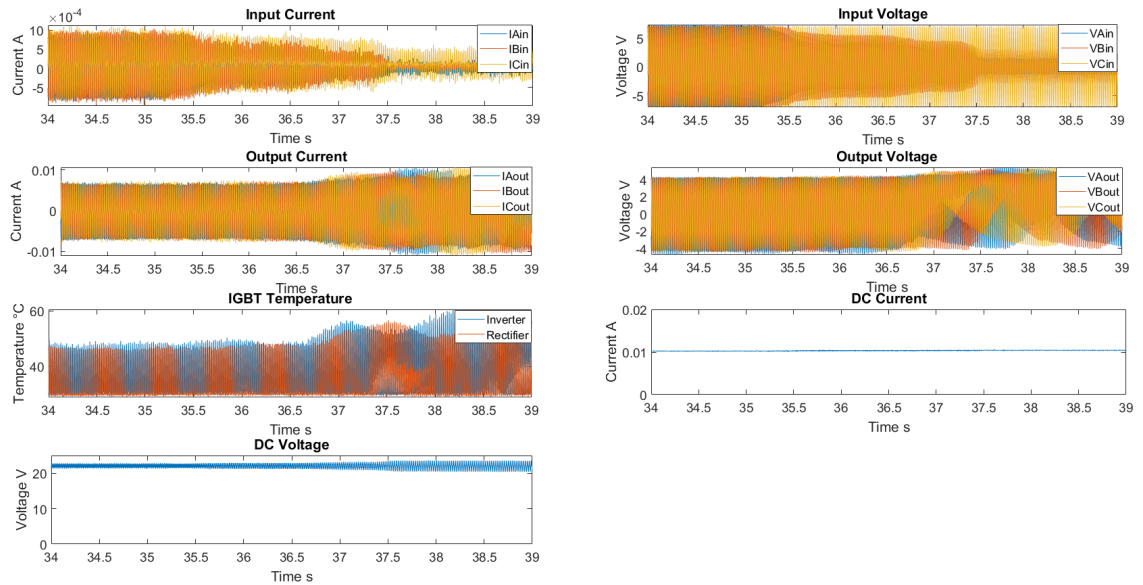 Input Current
Current A
10 ×10⁻⁴
5
0
-5
34 34.5 35 35.5 36 36.5 37 37.5 38 38.5 39
Time s
IAin
IBin
ICin
Input Voltage
Voltage V
5
0
-5
34 34.5 35 35.5 36 36.5 37 37.5 38 38.5 39
Time s
VAin
VBin
VCin
Output Current
Current A
0.01
0
-0.01
34 34.5 35 35.5 36 36.5 37 37.5 38 38.5 39
Time s
IAout
IBout
ICout
Output Voltage
Voltage V
4
2
0
-2
-4
34 34.5 35 35.5 36 36.5 37 37.5 38 38.5 39
Time s
VAout
VBout
VCout
IGBT Temperature
Temperature °C
60
40
34 34.5 35 35.5 36 36.5 37 37.5 38 38.5 39
Time s
Inverter
Rectifier
DC Current
Current A
0.02
0.01
0
34 34.5 35 35.5 36 36.5 37 37.5 38 38.5 39
Time s
DC Voltage
Voltage V
20
0
34 34.5 35 35.5 36 36.5 37 37.5 38 38.5 39
Time s